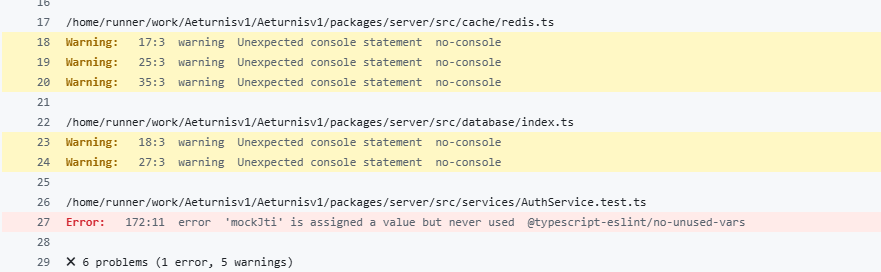 16
17 /home/runner/work/Aeturnisv1/Aeturnisv1/packages/server/src/cache/redis.ts
18 Warning: 17:3 warning Unexpected console statement no-console
19 Warning: 25:3 warning Unexpected console statement no-console
20 Warning: 35:3 warning Unexpected console statement no-console
21
22 /home/runner/work/Aeturnisv1/Aeturnisv1/packages/server/src/database/index.ts
23 Warning: 18:3 warning Unexpected console statement no-console
24 Warning: 27:3 warning Unexpected console statement no-console
25
26 /home/runner/work/Aeturnisv1/Aeturnisv1/packages/server/src/services/AuthService.test.ts
27 Error: 172:11 error 'mockJti' is assigned a value but never used @typescript-eslint/no-unused-vars
28
29 ✖ 6 problems (1 error, 5 warnings)